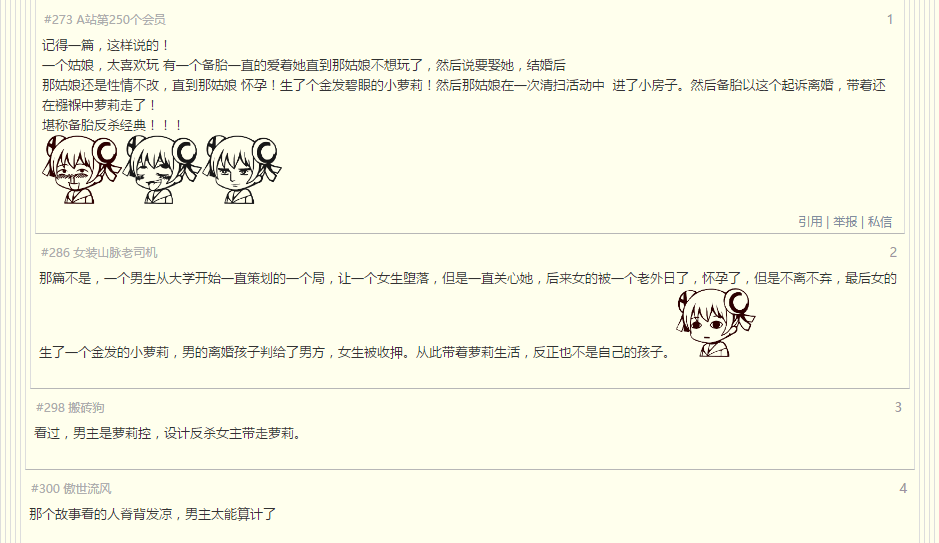 #273 A站第250个会员 1
记得一篇，这样说的！
一个姑娘，太喜欢玩 有一个备胎一直的爱着她直到那姑娘不想玩了，然后说要娶她，结婚后
那姑娘还是性情不改，直到那姑娘 怀孕！生了个金发碧眼的小萝莉！然后那姑娘在一次清扫活动中 进了小房子。然后备胎以这个起诉离婚，带着还
在襁褓中萝莉走了！
堪称备胎反杀经典！！！
引用 | 举报 | 私信
#286 女装山脉老司机 2
那篇不是，一个男生从大学开始一直策划的一个局，让一个女生堕落，但是一直关心她，后来女的被一个老外日了，怀孕了，但是不离不弃，最后女的
生了一个金发的小萝莉，男的离婚孩子判给了男方，女生被收押。从此带着萝莉生活，反正也不是自己的孩子。
#298 搬砖狗 3
看过，男主是萝莉控，设计反杀女主带走萝莉。
#300 傲世流风 4
那个故事看的人脊背发凉，男主太能算计了